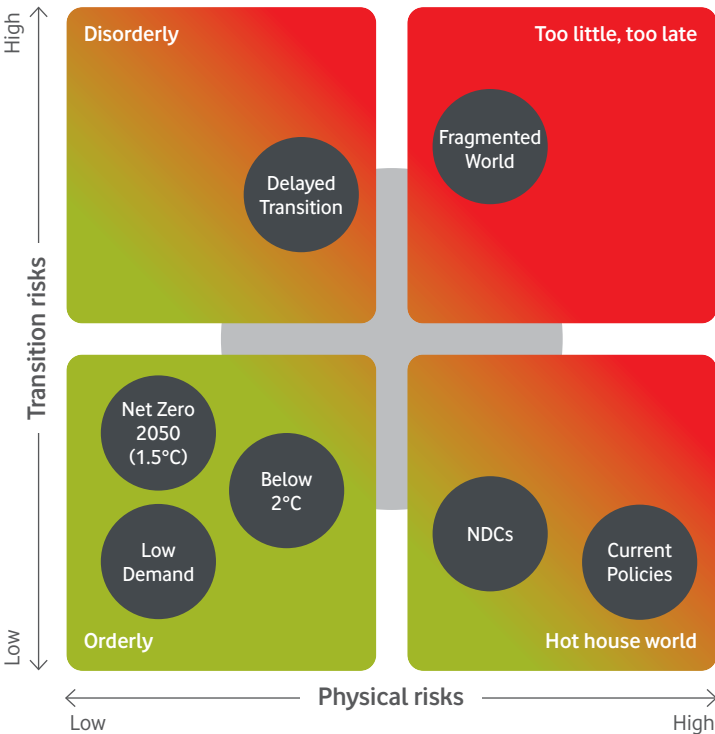 High
Transition risks
Low
Disorderly
Delayed
Transition
Too little, too late
Fragmented
World
Net Zero
2050
(1.5°C)
Below
2°C
Low
Demand
Orderly
NDCs
Current
Policies
Hot house world
Physical risks
Low
High